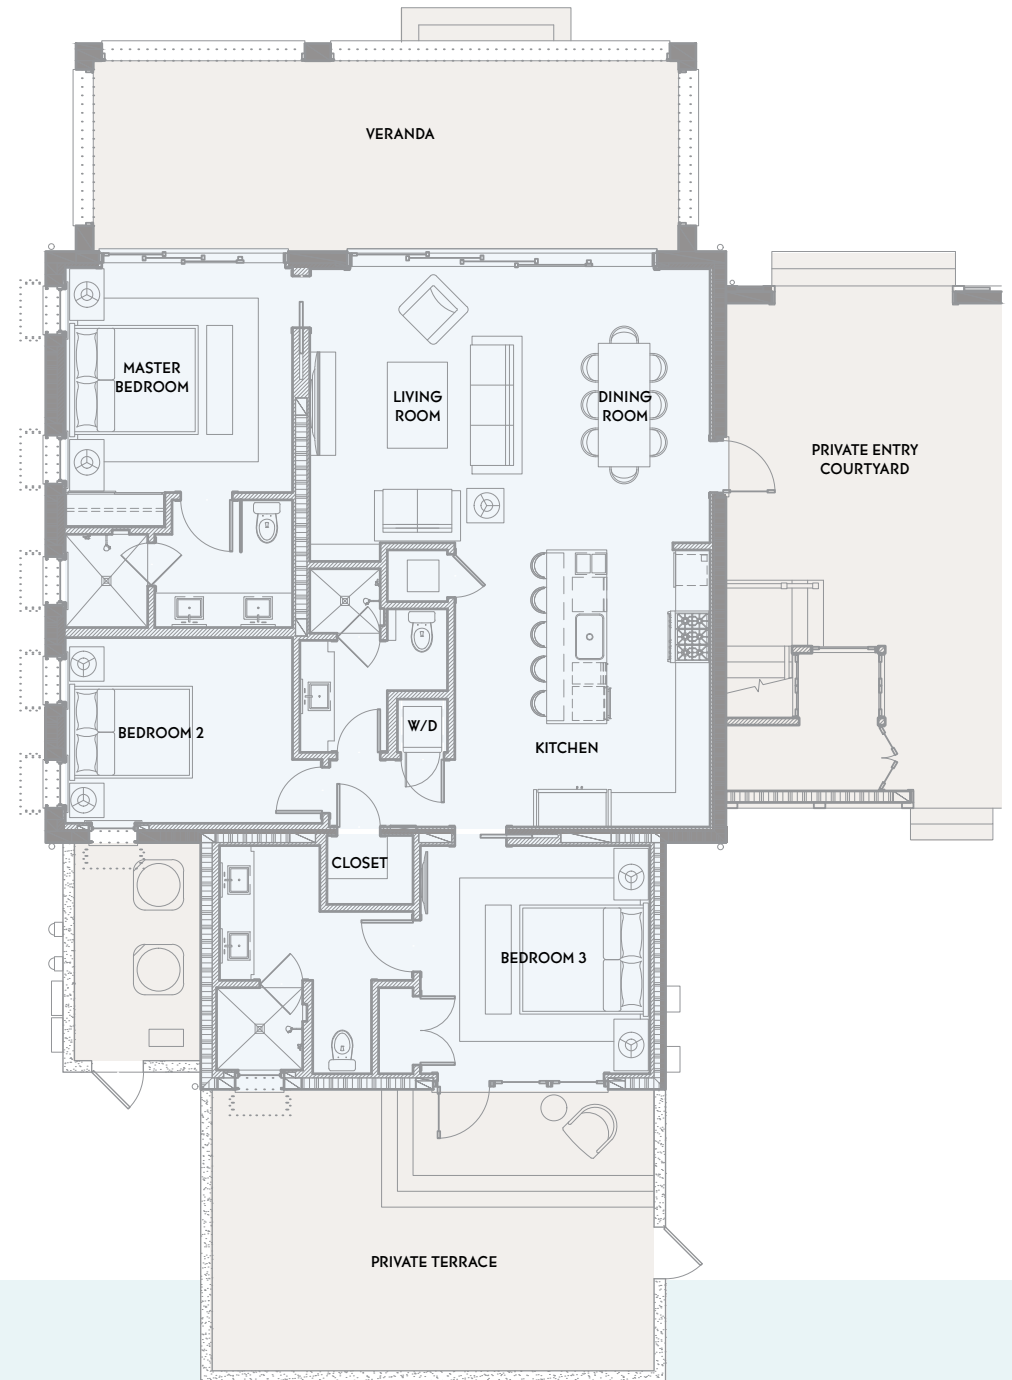 VERANDA
MASTER
BEDROOM
LIVING
ROOM
DINING
ROOM
PRIVATE ENTRY
COURTYARD
BEDROOM 2
W/D
KITCHEN
CLOSET
BEDROOM 3
PRIVATE TERRACE